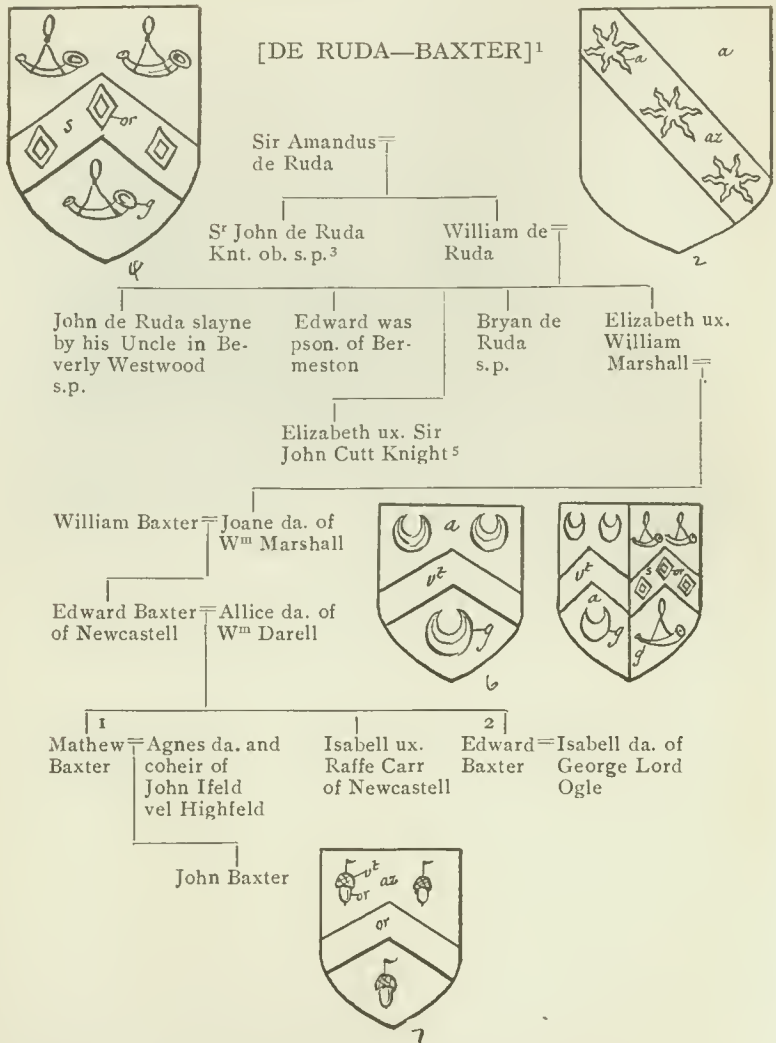 [DE RUDA—BAXTER]¹
s
or
g
4
a
a
az
2
Sir Amandus
de Ruda
Sʳ John de Ruda
Knt. ob. s.p.³
William de
Ruda
John de Ruda slayne
by his Uncle in Be-
verly Westwood
s.p.
Edward was
pson. of Ber-
meston
Bryan de
Ruda
s.p.
Elizabeth ux.
William
Marshall
Elizabeth ux. Sir
John Cutt Knight⁵
William Baxter
Joane da. of
Wᵐ Marshall
a
vᵗ
g
6
vᵗ
a
g
s
or
g
Edward Baxter
of Newcastell
Allice da. of
Wᵐ Darell
1
Mathew
Baxter
Agnes da. and
coheir of
John Ifeld
vel Highfeld
Isabell ux.
Raffe Carr
of Newcastell
2
Edward
Baxter
Isabell da. of
George Lord
Ogle
John Baxter
vᵗ
or
az
or
7